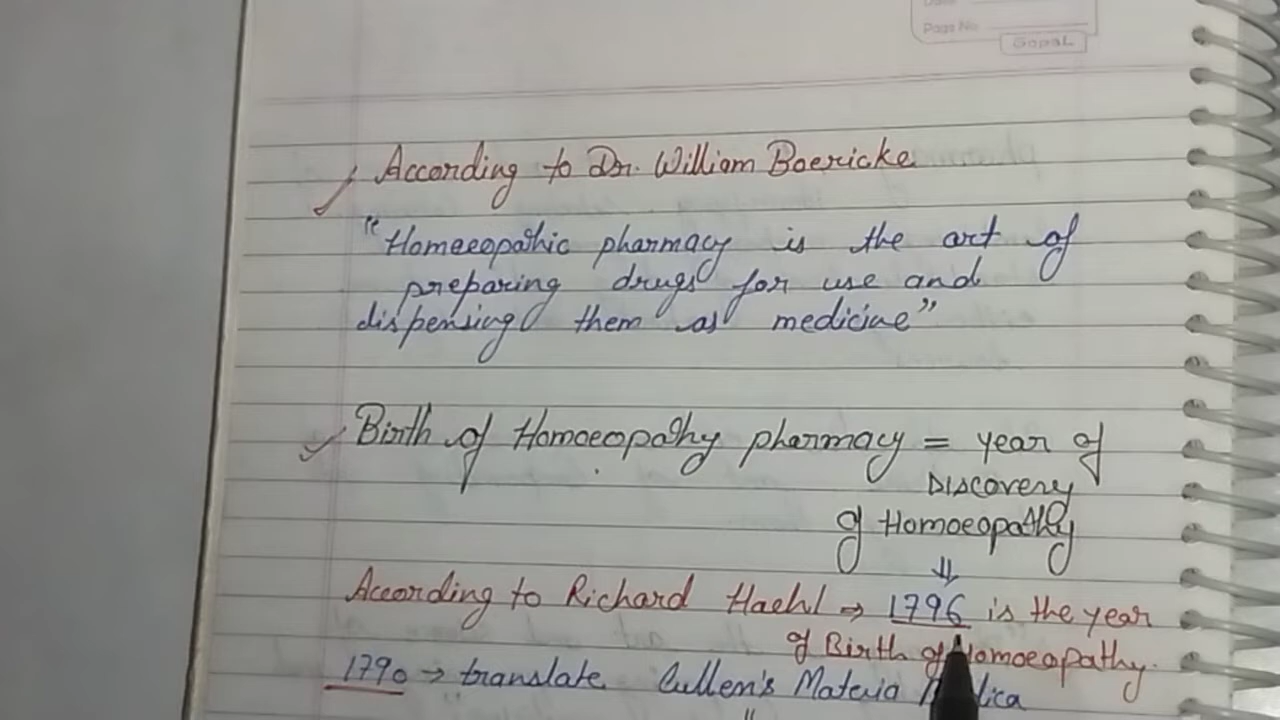 Page No.
Gopal
According to Dr. William Boericke
"Homoeopathic pharmacy is the art of
preparing drugs for use and
dispensing them as medicine"
Birth of Homoeopathy pharmacy = year of
DISCOVERY
of Homoeopathy
⇓
According to Richard Haehl → 1796 is the year
of Birth of Homoeopathy.
1790 → translate Cullen's Materia